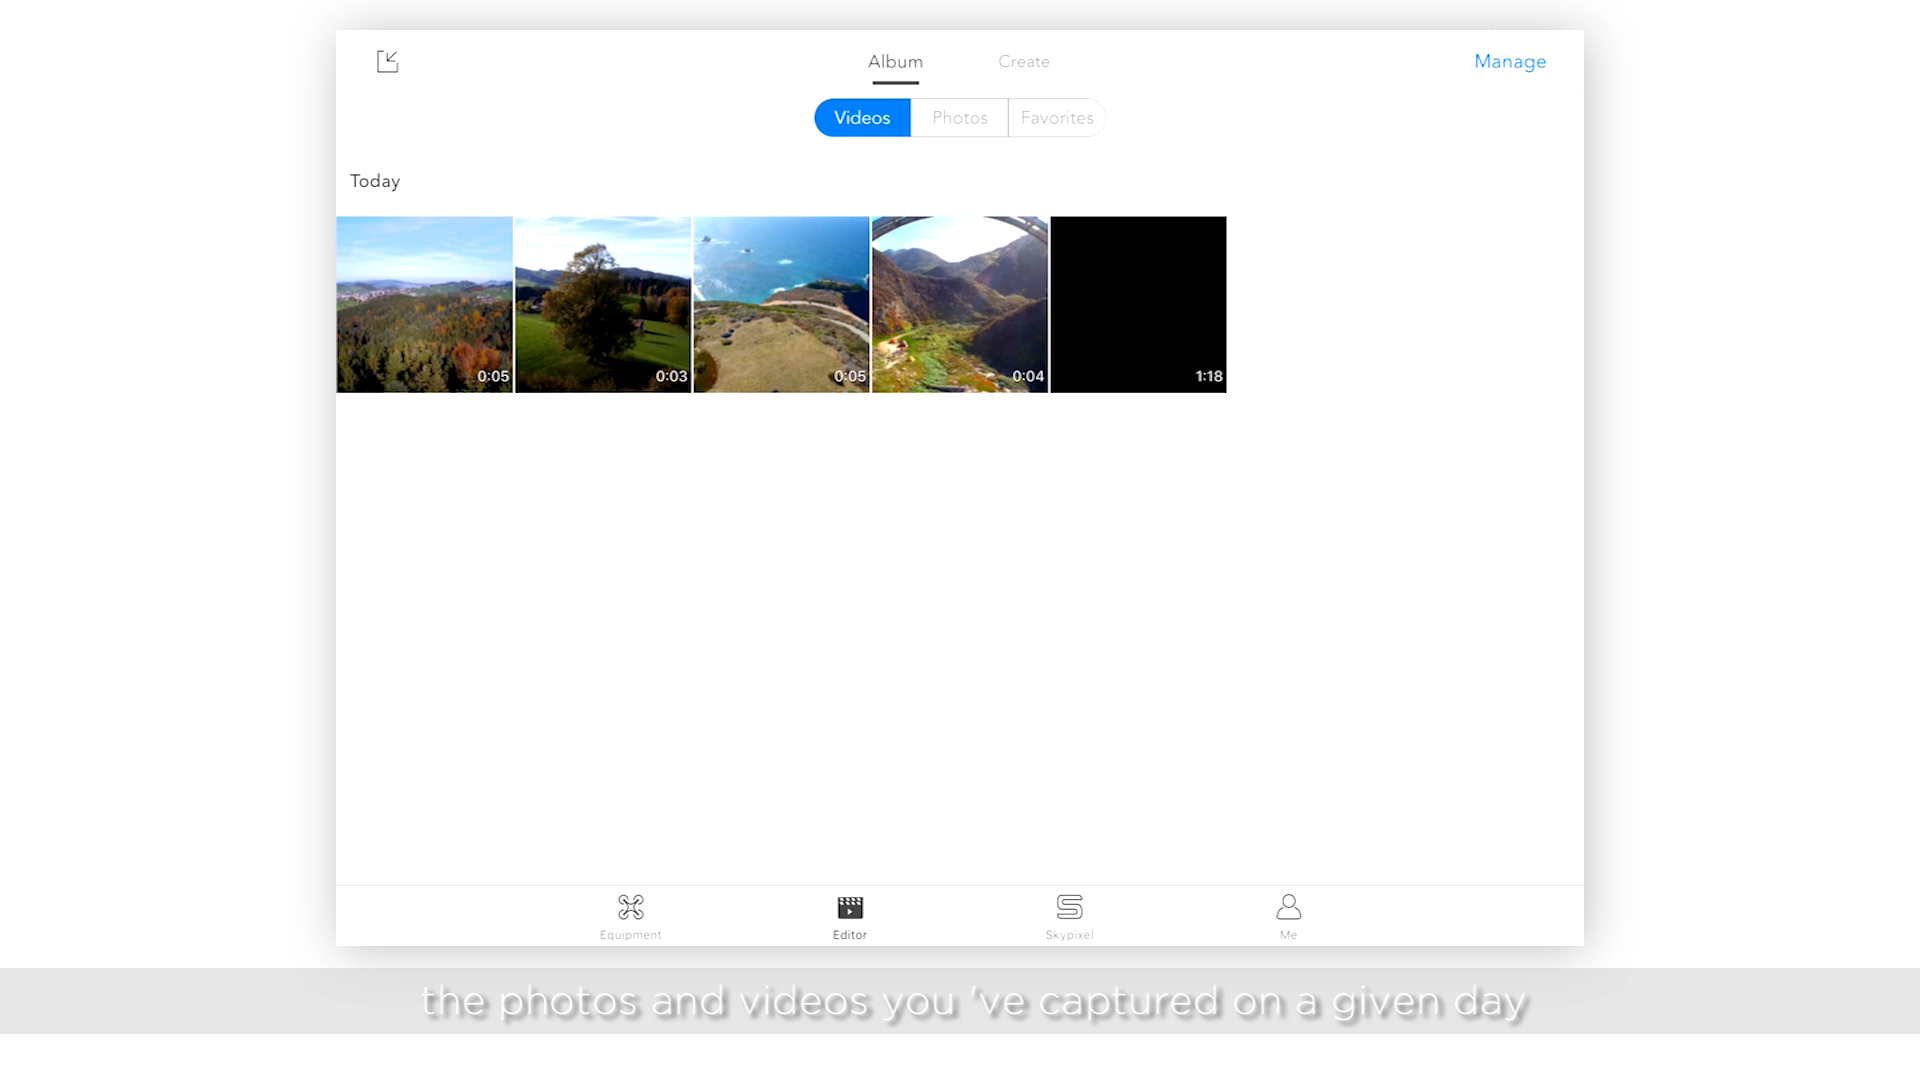 Album Create Manage
Videos Photos Favorites
Today
0:05 0:03 0:05 0:04 1:18
Equipment Editor Skypixel Me
the photos and videos you 've captured on a given day